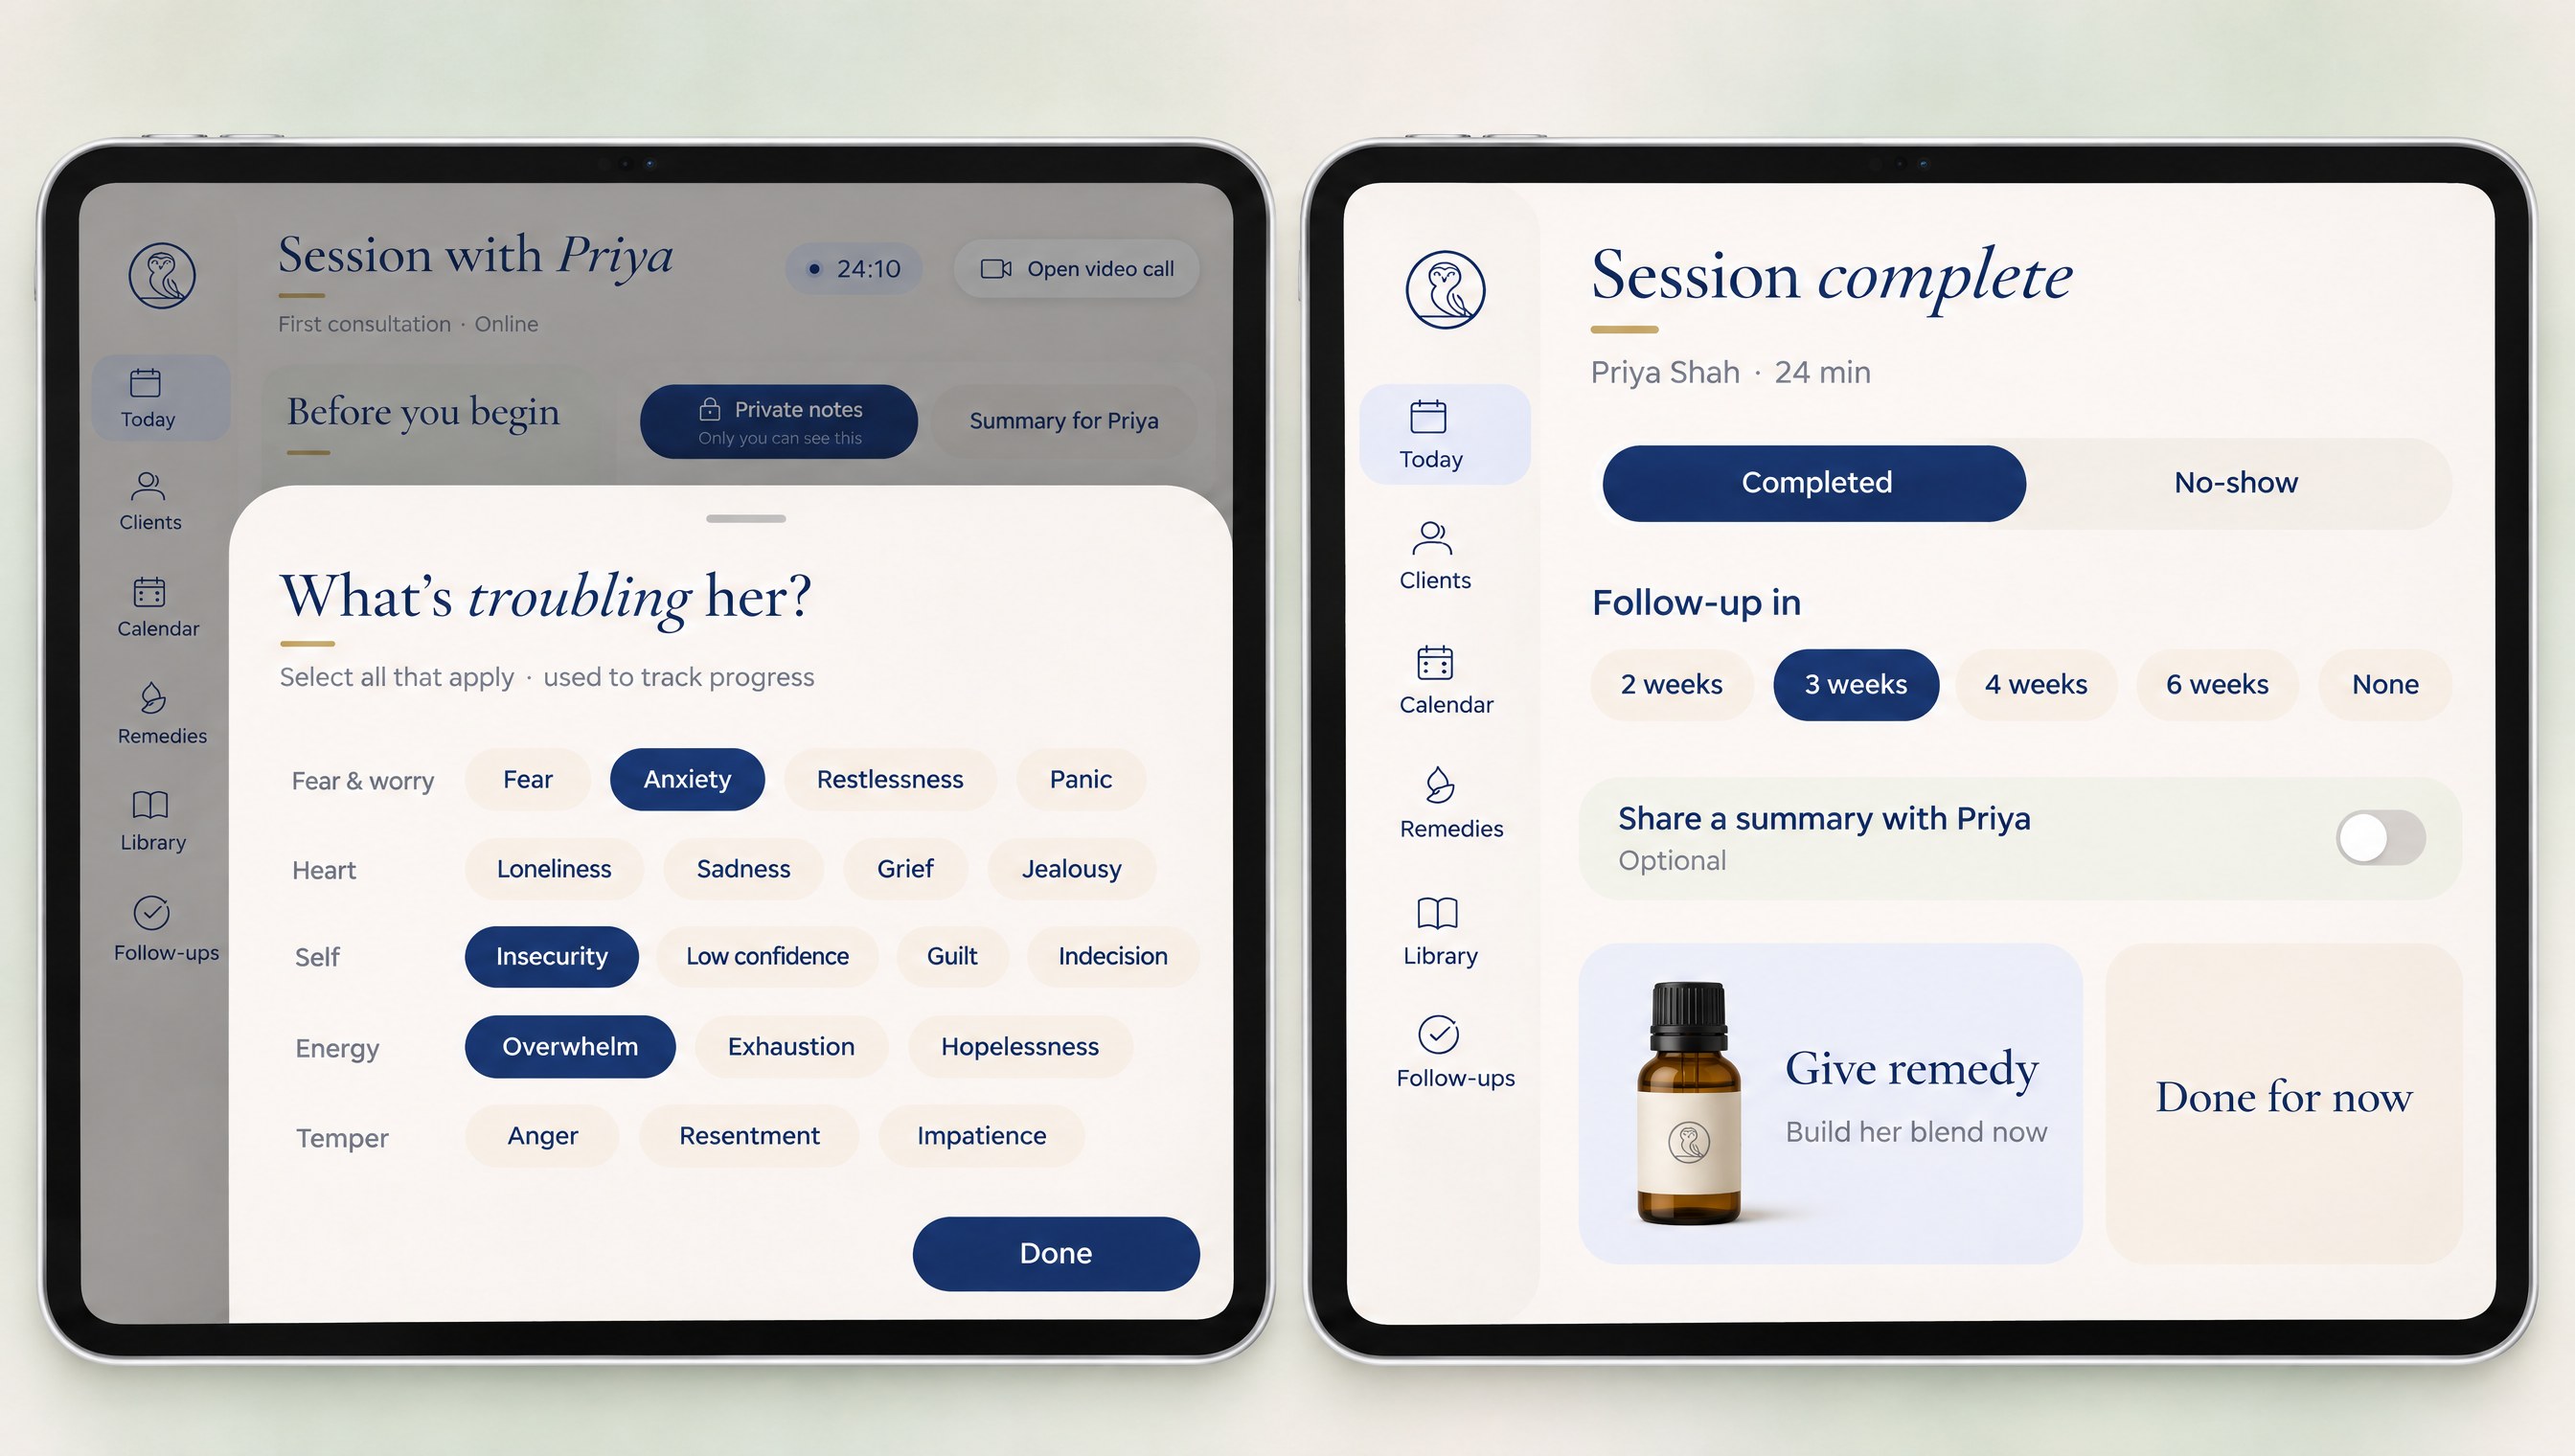 Session with Priya
24:10
Open video call
First consultation · Online
Before you begin
Private notes
Only you can see this
Summary for Priya
Today
Clients
Calendar
Remedies
Library
Follow-ups
What's troubling her?
Select all that apply · used to track progress
Fear & worry
Fear
Anxiety
Restlessness
Panic
Heart
Loneliness
Sadness
Grief
Jealousy
Self
Insecurity
Low confidence
Guilt
Indecision
Energy
Overwhelm
Exhaustion
Hopelessness
Temper
Anger
Resentment
Impatience
Done
Today
Clients
Calendar
Remedies
Library
Follow-ups
Session complete
Priya Shah · 24 min
Completed
No-show
Follow-up in
2 weeks
3 weeks
4 weeks
6 weeks
None
Share a summary with Priya
Optional
Give remedy
Build her blend now
Done for now